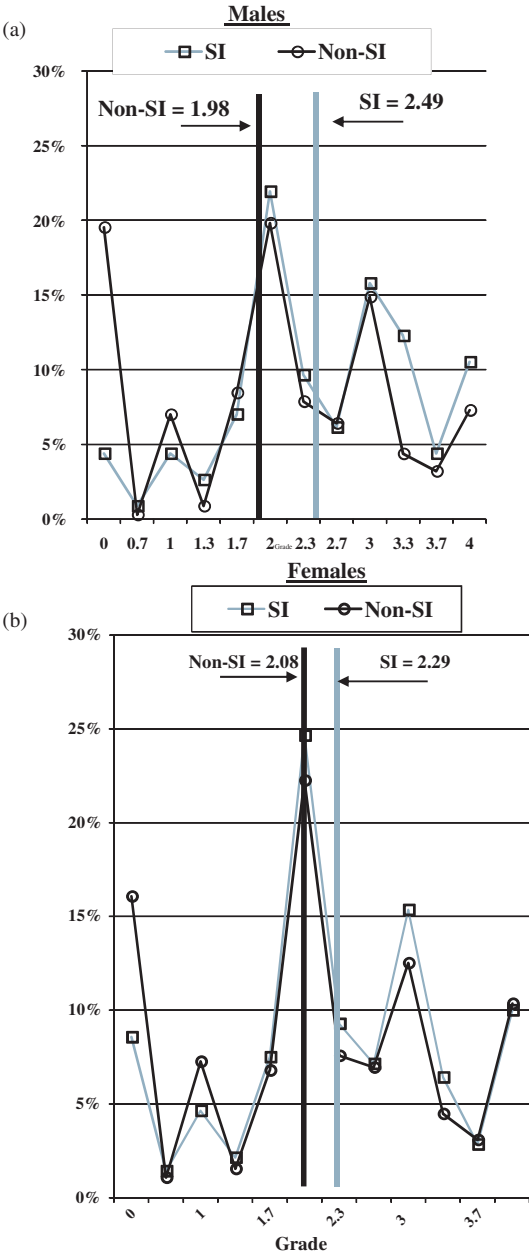 Males
(a)
SI Non-SI
30%
Non-SI = 1.98
SI = 2.49
25%
20%
15%
10%
5%
0%
0 0.7 1 1.3 1.7 2 Grade 2.3 2.7 3 3.3 3.7 4
Females
(b)
SI Non-SI
30%
Non-SI = 2.08 SI = 2.29
25%
20%
15%
10%
5%
0%
0 1 1.7 2.3 3 3.7
Grade